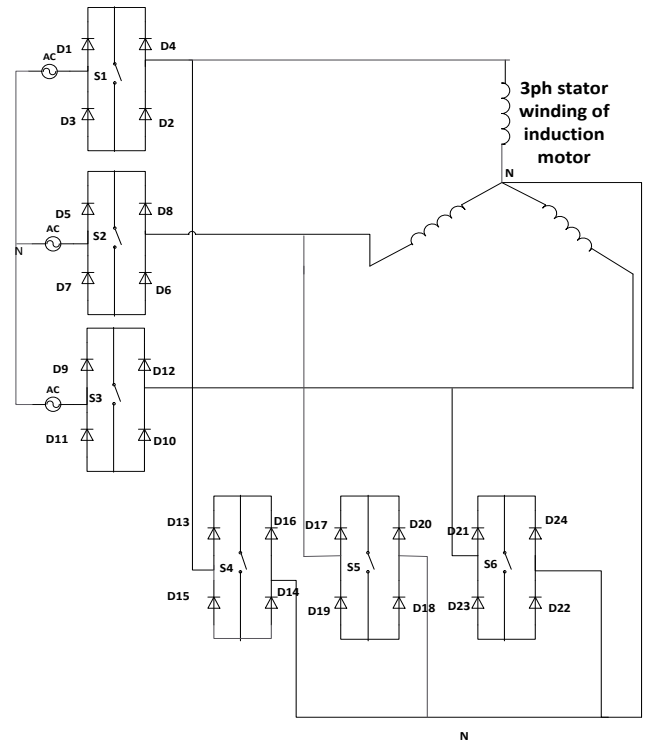 D1
D4
AC
S1
D3
D2
3ph stator
winding of
induction
motor
N
D5
D8
AC
S2
N
D7
D6
D9
D12
AC
S3
D11
D10
D13
D16
D17
D20
D21
D24
S4
S5
S6
D15
D14
D19
D18
D23
D22
N